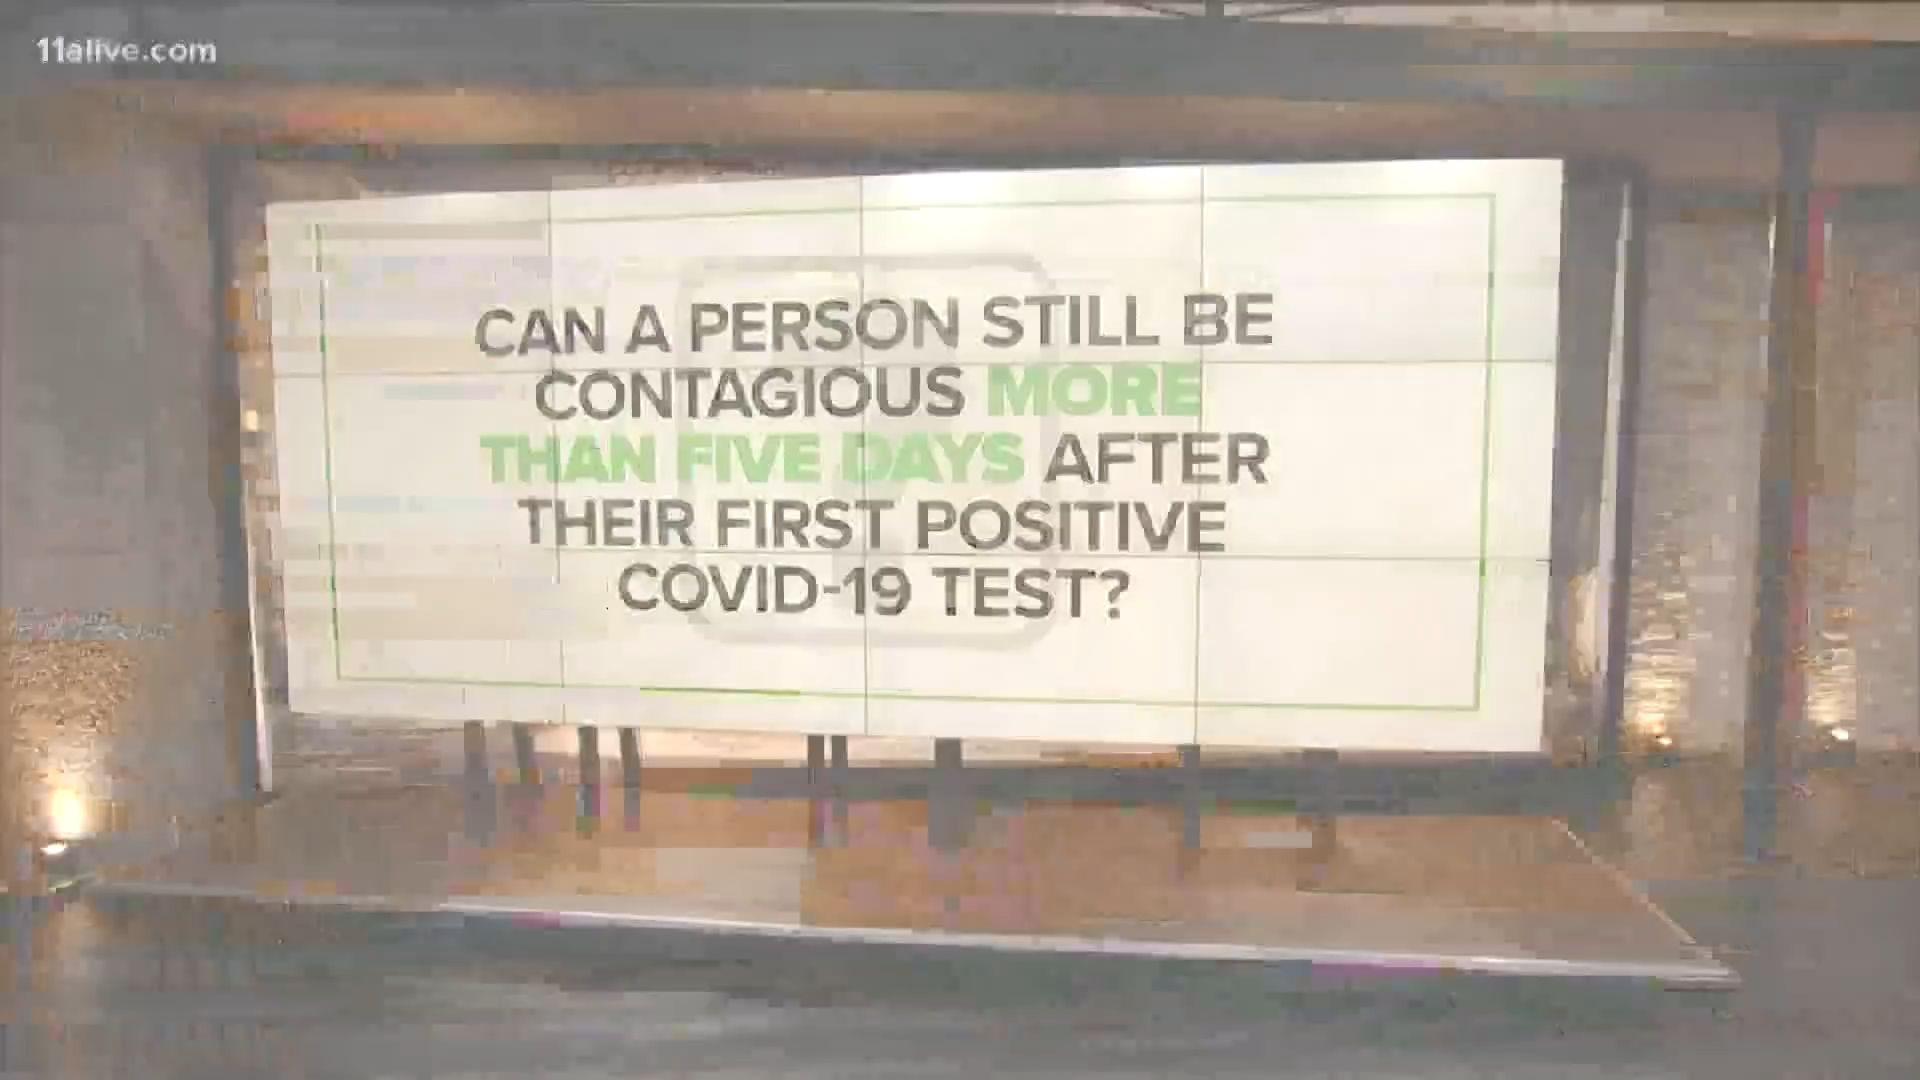 11alive.com
CAN A PERSON STILL BE
CONTAGIOUS MORE
THAN FIVE DAYS AFTER
THEIR FIRST POSITIVE
COVID-19 TEST?